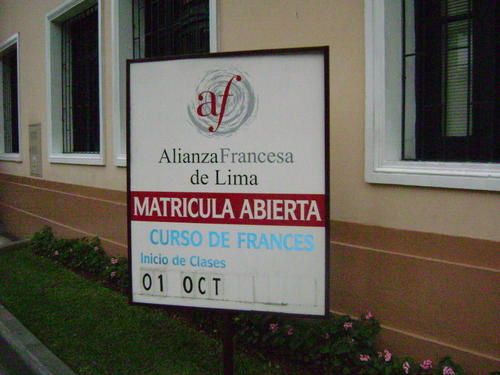 af
AlianzaFrancesa
de Lima
MATRICULA ABIERTA
CURSO DE FRANCES
Inicio de Clases
01 OCT